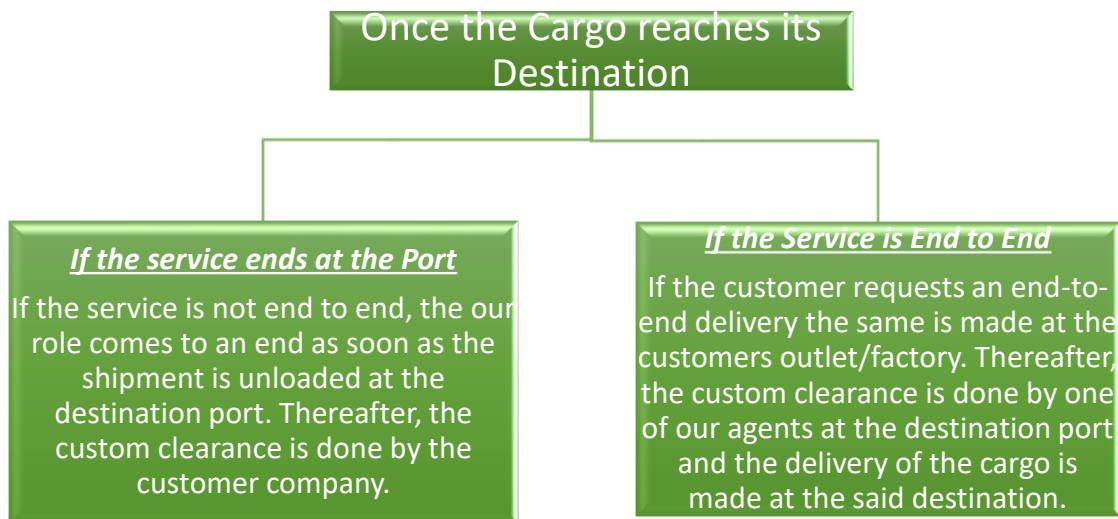 Once the Cargo reaches its
Destination
If the service ends at the Port
If the service is not end to end, the our
role comes to an end as soon as the
shipment is unloaded at the
destination port. Thereafter, the
custom clearance is done by the
customer company.
If the Service is End to End
If the customer requests an end-to-
end delivery the same is made at the
customers outlet/factory. Thereafter,
the custom clearance is done by one
of our agents at the destination port
and the delivery of the cargo is
made at the said destination.